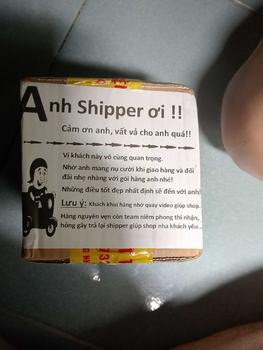 Anh Shipper ơi !!
Cảm ơn anh, vất vả cho anh quá!!
Vị khách này vô cùng quan trọng.
Nhờ anh mang nụ cười khi giao hàng và đối
đãi nhẹ nhàng với gói hàng anh nhé!
Những điều tốt đẹp nhất định sẽ đến với anh!
Lưu ý: Khách khui hàng nhớ quay video giúp shop.
Hàng nguyên vẹn còn team niêm phong thì nhận,
hỏng gãy trả lại shipper giúp shop nha khách yêu ..